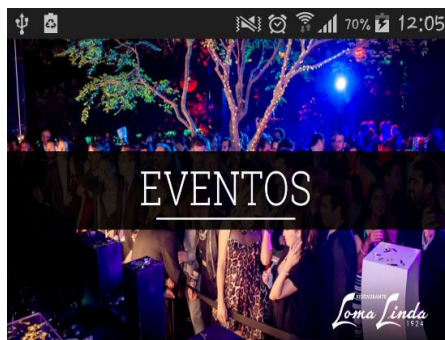 70% 12:05
EVENTOS
RESTAURANTE
Loma Linda
1924